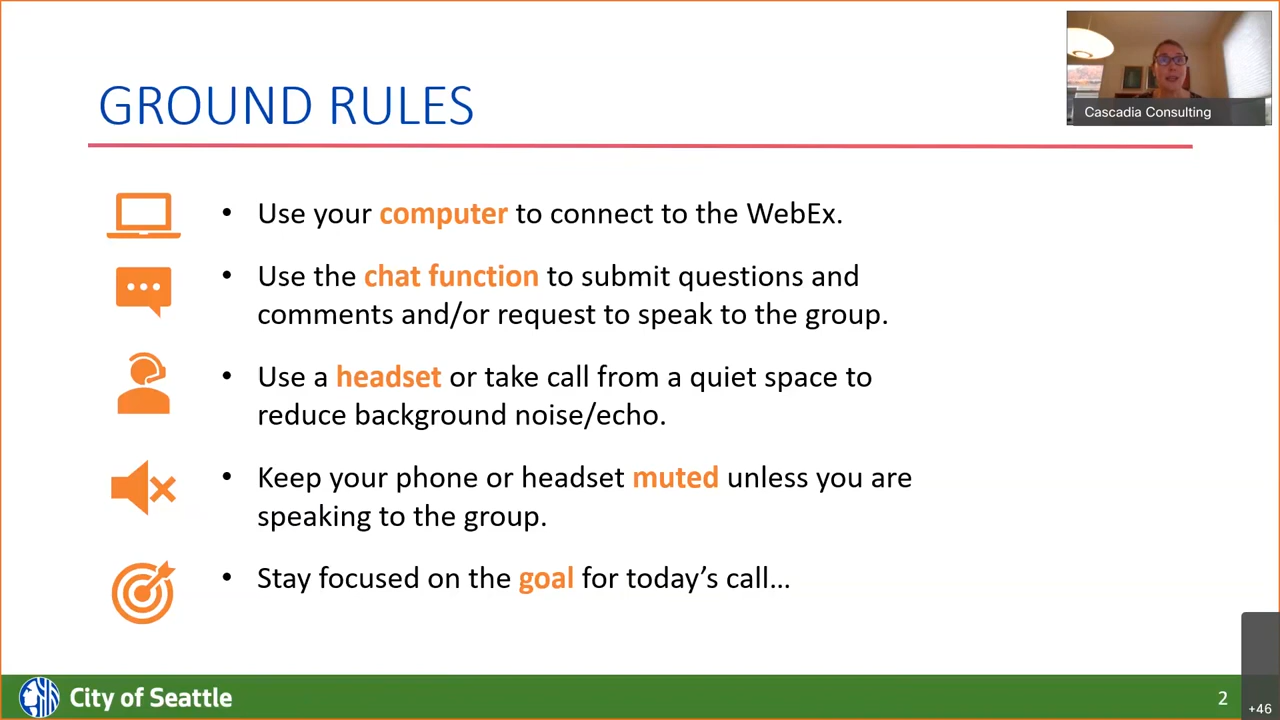 Cascadia Consulting
GROUND RULES
• Use your computer to connect to the WebEx.
• Use the chat function to submit questions and
comments and/or request to speak to the group.
• Use a headset or take call from a quiet space to
reduce background noise/echo.
• Keep your phone or headset muted unless you are
speaking to the group.
• Stay focused on the goal for today’s call…
City of Seattle
2
+46